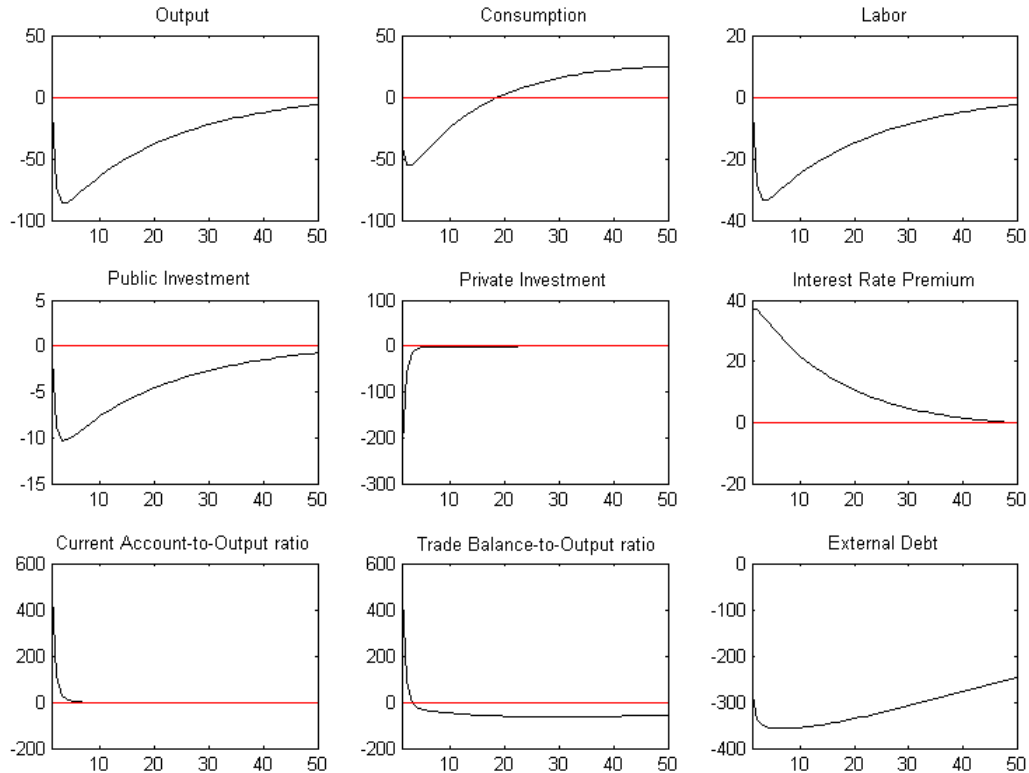 Output
50
0
-50
-100
10 20 30 40 50
Consumption
50
0
-50
-100
10 20 30 40 50
Labor
20
0
-20
-40
10 20 30 40 50
Public Investment
5
0
-5
-10
-15
10 20 30 40 50
Private Investment
100
0
-100
-200
-300
10 20 30 40 50
Interest Rate Premium
40
20
0
-20
10 20 30 40 50
Current Account-to-Output ratio
600
400
200
0
-200
10 20 30 40 50
Trade Balance-to-Output ratio
600
400
200
0
-200
10 20 30 40 50
External Debt
0
-100
-200
-300
-400
10 20 30 40 50